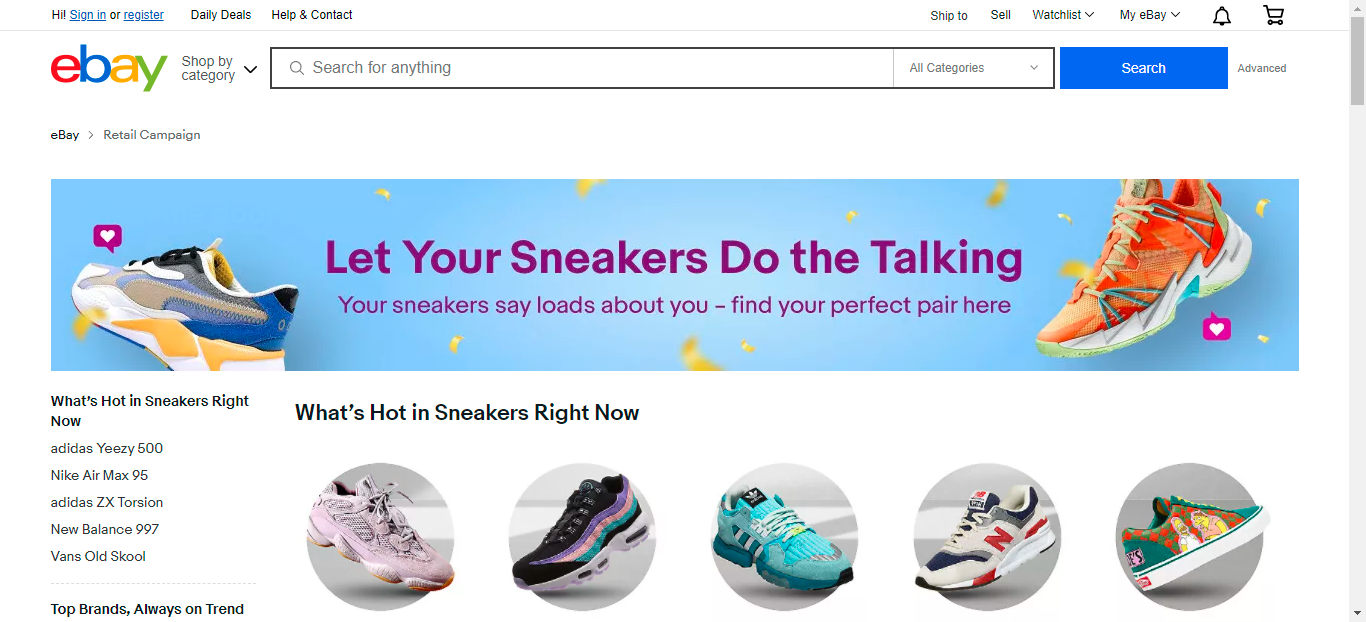 Hi! Sign in or register
Daily Deals
Help & Contact
Ship to
Sell
Watchlist
My eBay
ebay
Shop by
category
Search for anything
All Categories
Search
Advanced
eBay
Retail Campaign
Let Your Sneakers Do the Talking
Your sneakers say loads about you – find your perfect pair here
What's Hot in Sneakers Right
Now
adidas Yeezy 500
Nike Air Max 95
adidas ZX Torsion
New Balance 997
Vans Old Skool
Top Brands, Always on Trend
What's Hot in Sneakers Right Now